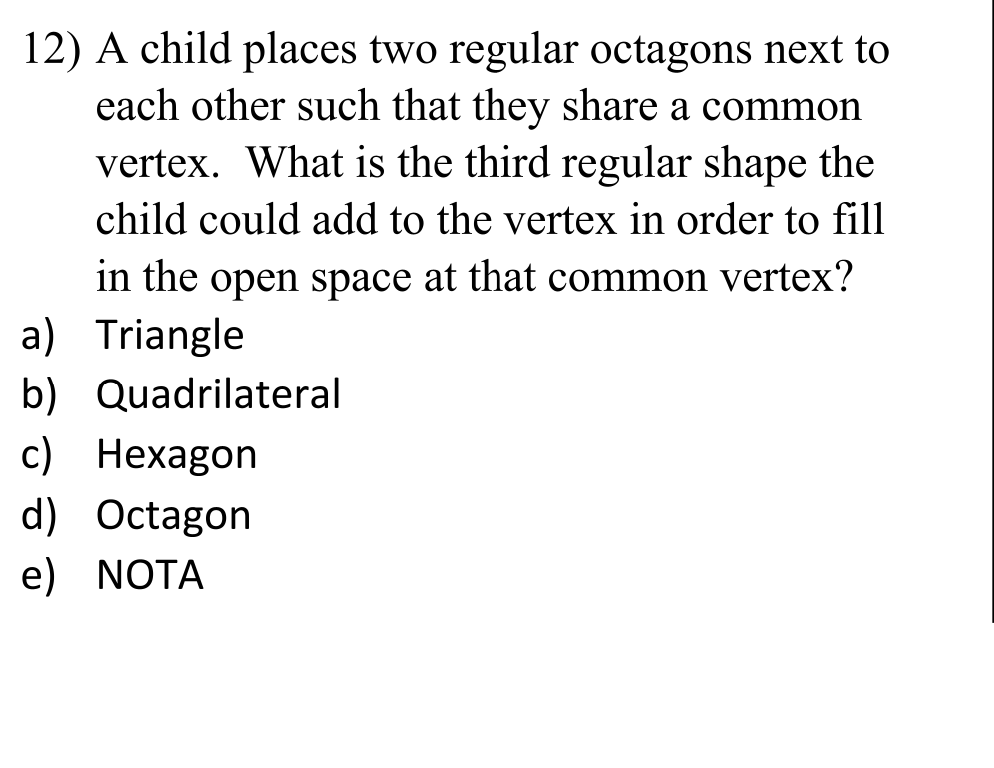 12) A child places two regular octagons next to
each other such that they share a common
vertex.  What is the third regular shape the
child could add to the vertex in order to fill
in the open space at that common vertex?
a) Triangle
b) Quadrilateral
c) Hexagon
d) Octagon
e) NOTA